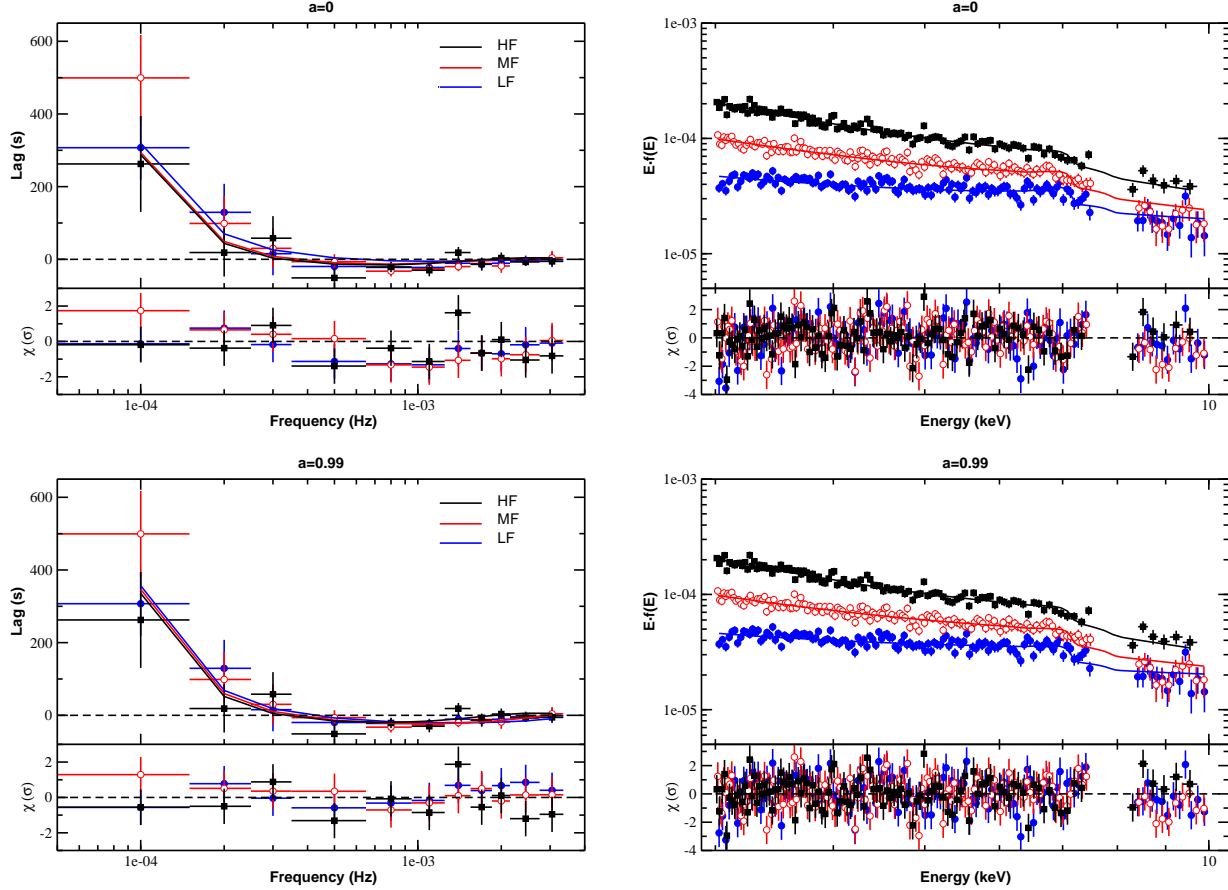 a=0
600
400
200
0
Lag (s)
HF
MF
LF
2
0
-2
χ (σ)
1e-04
1e-03
Frequency (Hz)
a=0
1e-03
1e-04
1e-05
E·f(E)
2
0
-2
-4
χ (σ)
10
Energy (keV)
a=0.99
600
400
200
0
Lag (s)
HF
MF
LF
2
0
-2
χ (σ)
1e-04
1e-03
Frequency (Hz)
a=0.99
1e-03
1e-04
1e-05
E·f(E)
2
0
-2
-4
χ (σ)
10
Energy (keV)